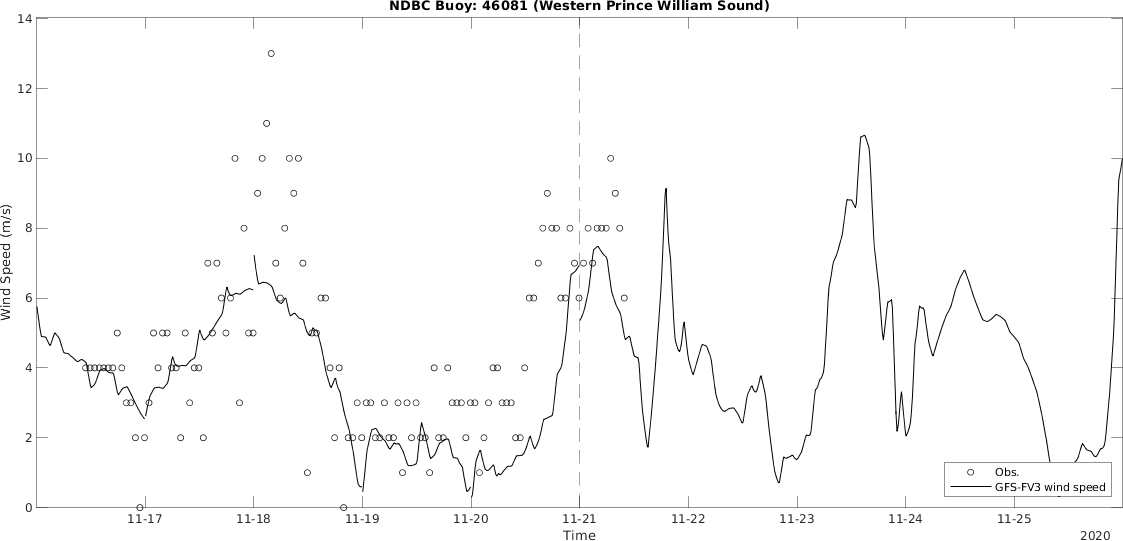 NDBC Buoy: 46081 (Western Prince William Sound)
14
12
10
8
6
4
2
0
Wind Speed (m/s)
11-17 11-18 11-19 11-20 11-21 11-22 11-23 11-24 11-25
Time
2020
Obs.
GFS-FV3 wind speed